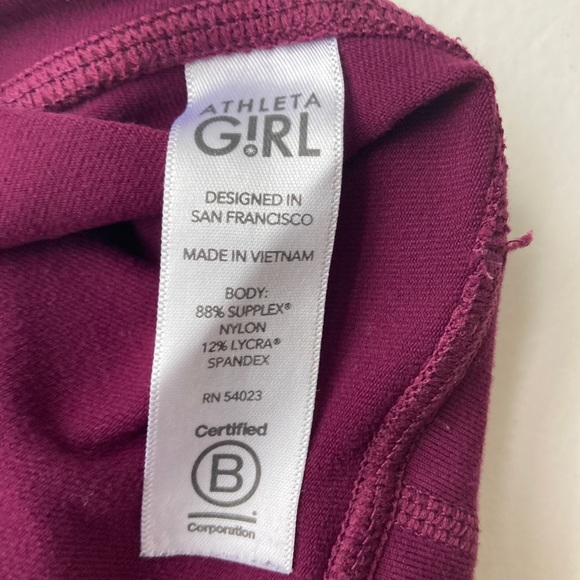 ATHLETA
G!RL
DESIGNED IN
SAN FRANCISCO
MADE IN VIETNAM
BODY:
88% SUPPLEX®
NYLON
12% LYCRA®
SPANDEX
RN 54023
Certified
B
Corporation